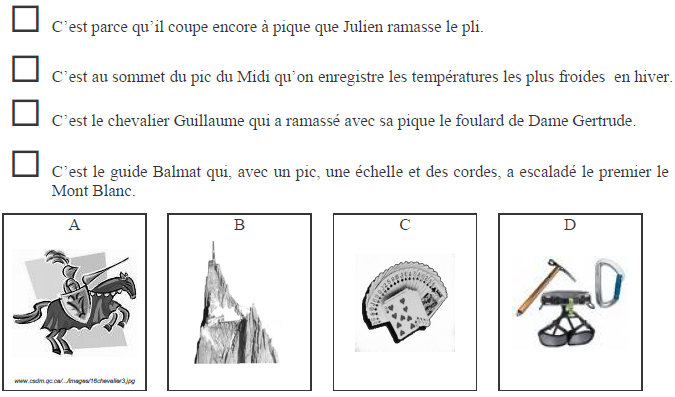 C’est parce qu’il coupe encore à pique que Julien ramasse le pli.
C’est au sommet du pic du Midi qu’on enregistre les températures les plus froides en hiver.
C’est le chevalier Guillaume qui a ramassé avec sa pique le foulard de Dame Gertrude.
C’est le guide Balmat qui, avec un pic, une échelle et des cordes, a escaladé le premier le
Mont Blanc.
A B C D
www.csdm.qc.ca/.../Images/16chevalier3.jpg